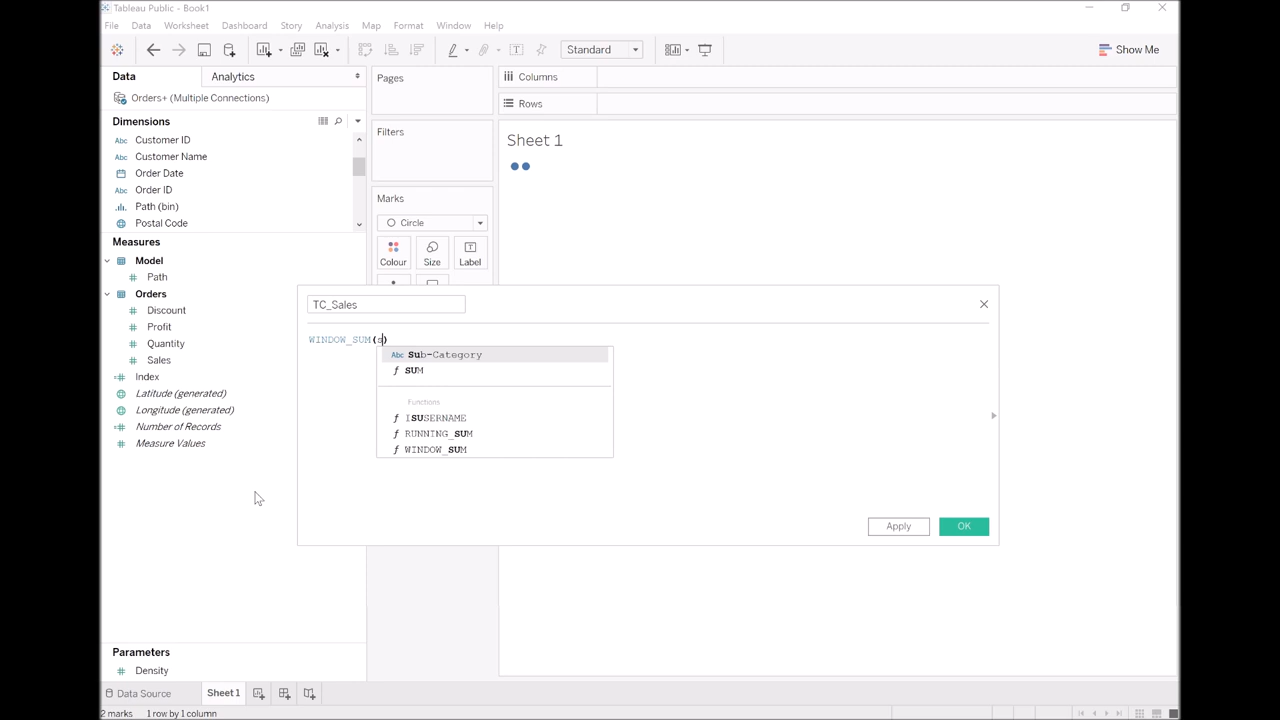 Tableau Public - Book1
File Data Worksheet Dashboard Story Analysis Map Format Window Help
Standard
Show Me
Data Analytics
Orders+ (Multiple Connections)
Dimensions
Abc Customer ID
Abc Customer Name
Order Date
Abc Order ID
Path (bin)
Postal Code
Measures
Model
Path
Orders
Discount
Profit
Quantity
Sales
Index
Latitude (generated)
Longitude (generated)
Number of Records
Measure Values
Parameters
Density
Pages
Filters
Marks
Circle
Colour Size Label
Columns
Rows
Sheet 1
TC_Sales
WINDOW_SUM(s)
Abc Sub-Category
ƒ SUM
Functions
ƒ ISUSERNAME
ƒ RUNNING_SUM
ƒ WINDOW_SUM
Apply OK
Data Source Sheet 1
2 marks 1 row by 1 column